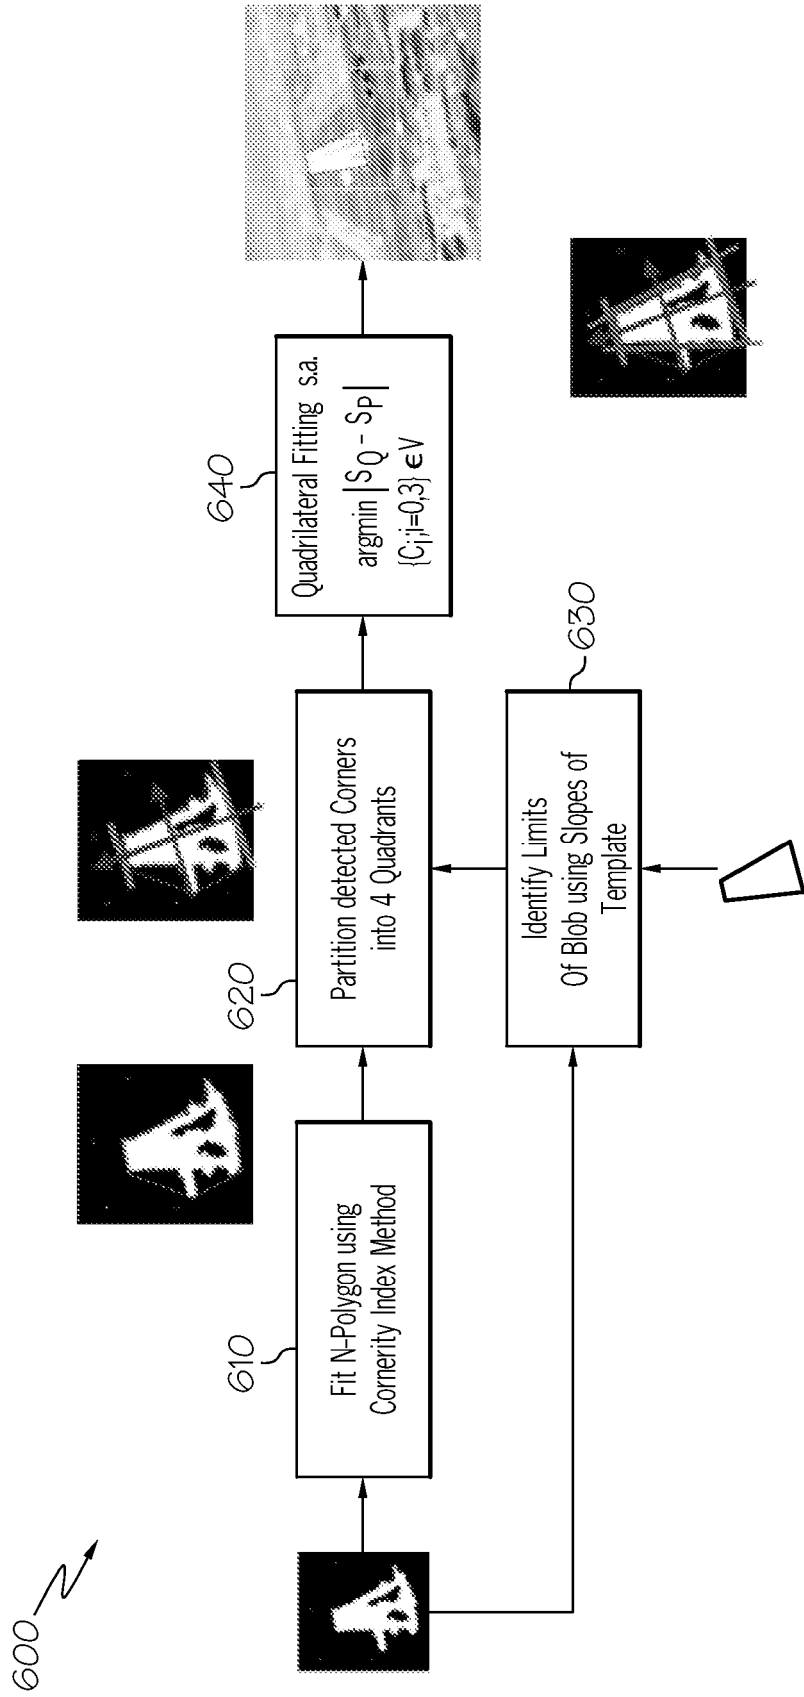 600
610
Fit N-Polygon using
Cornerity Index Method
620
Partition detected Corners
into 4 Quadrants
630
Identify Limits
Of Blob using Slopes of
Template
640
Quadrilateral Fitting s.a.
argmin |S_Q - S_P|
{C_i,i=0,3} ϵV